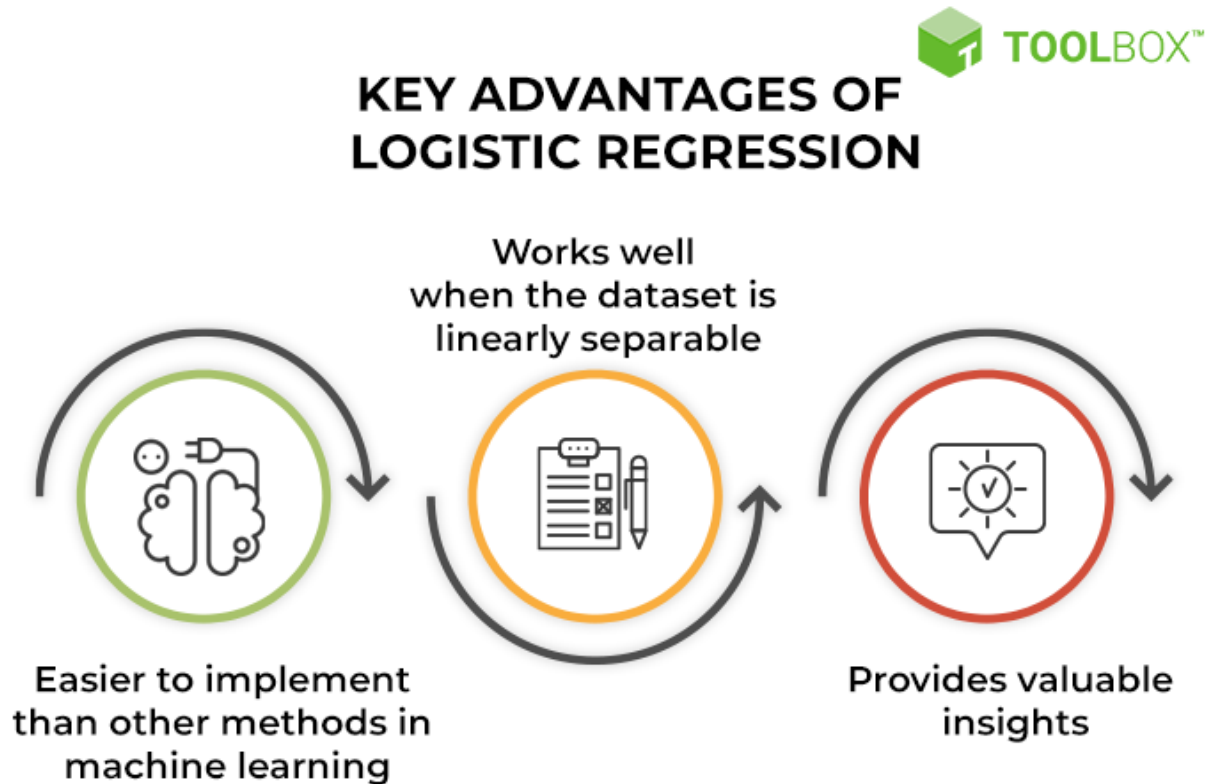 TOOLBOX™
KEY ADVANTAGES OF
LOGISTIC REGRESSION
Easier to implement
than other methods in
machine learning
Works well
when the dataset is
linearly separable
Provides valuable
insights